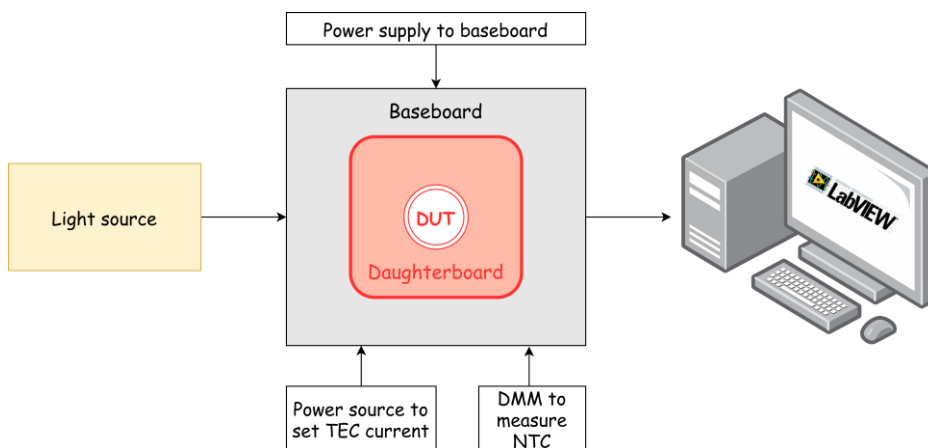 Power supply to baseboard
Baseboard
Light source
DUT
Daughterboard
LabVIEW
Power source to
set TEC current
DMM to
measure
NTC